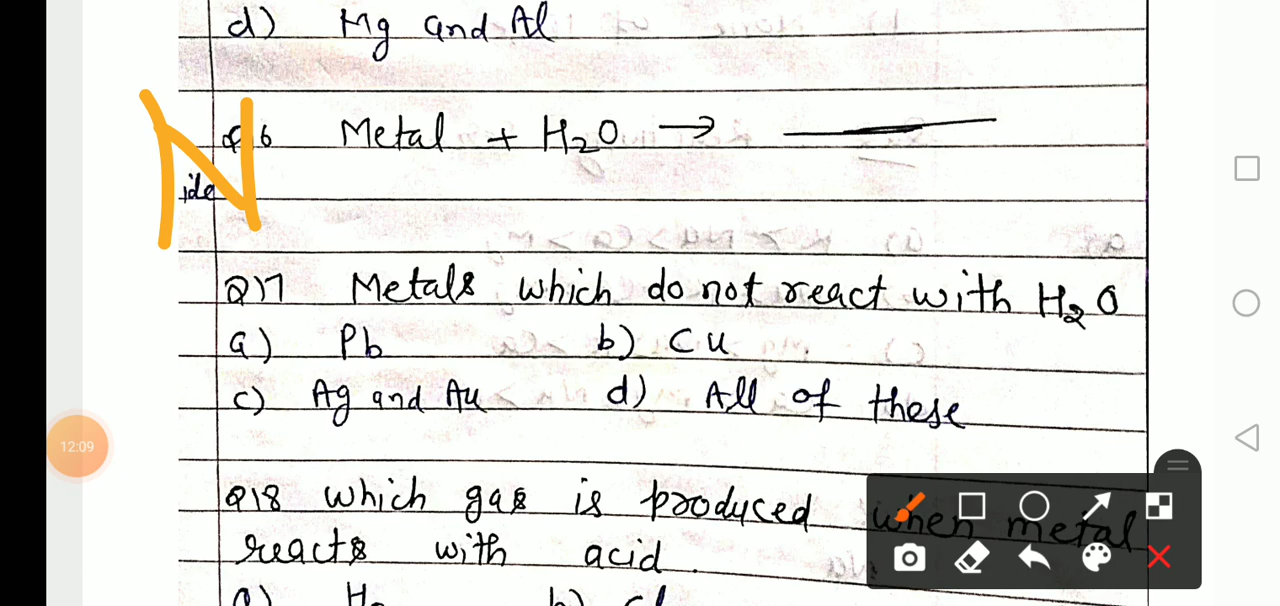 d) Mg and Al
Q16 Metal + H₂O →
ide
Q17 Metals which do not react with H₂O
a) Pb b) Cu
c) Ag and Au d) All of these
Q18 which gas is produced when metal
reacts with acid.
a) b)
12:09
N